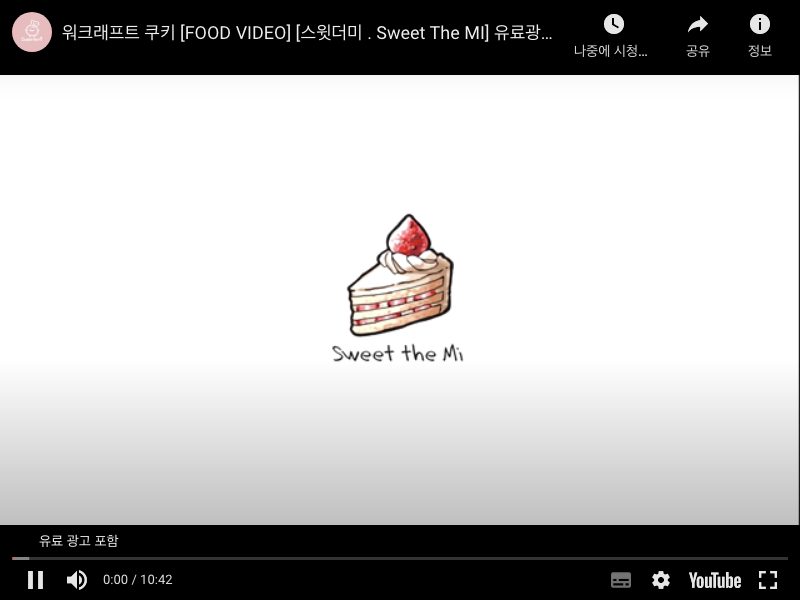 워크래프트 쿠키 [FOOD VIDEO] [스윗더미 . Sweet The MI] 유료광...
나중에 시청...
공유
정보
Sweet the Mi
유료 광고 포함
0:00 / 10:42
YouTube